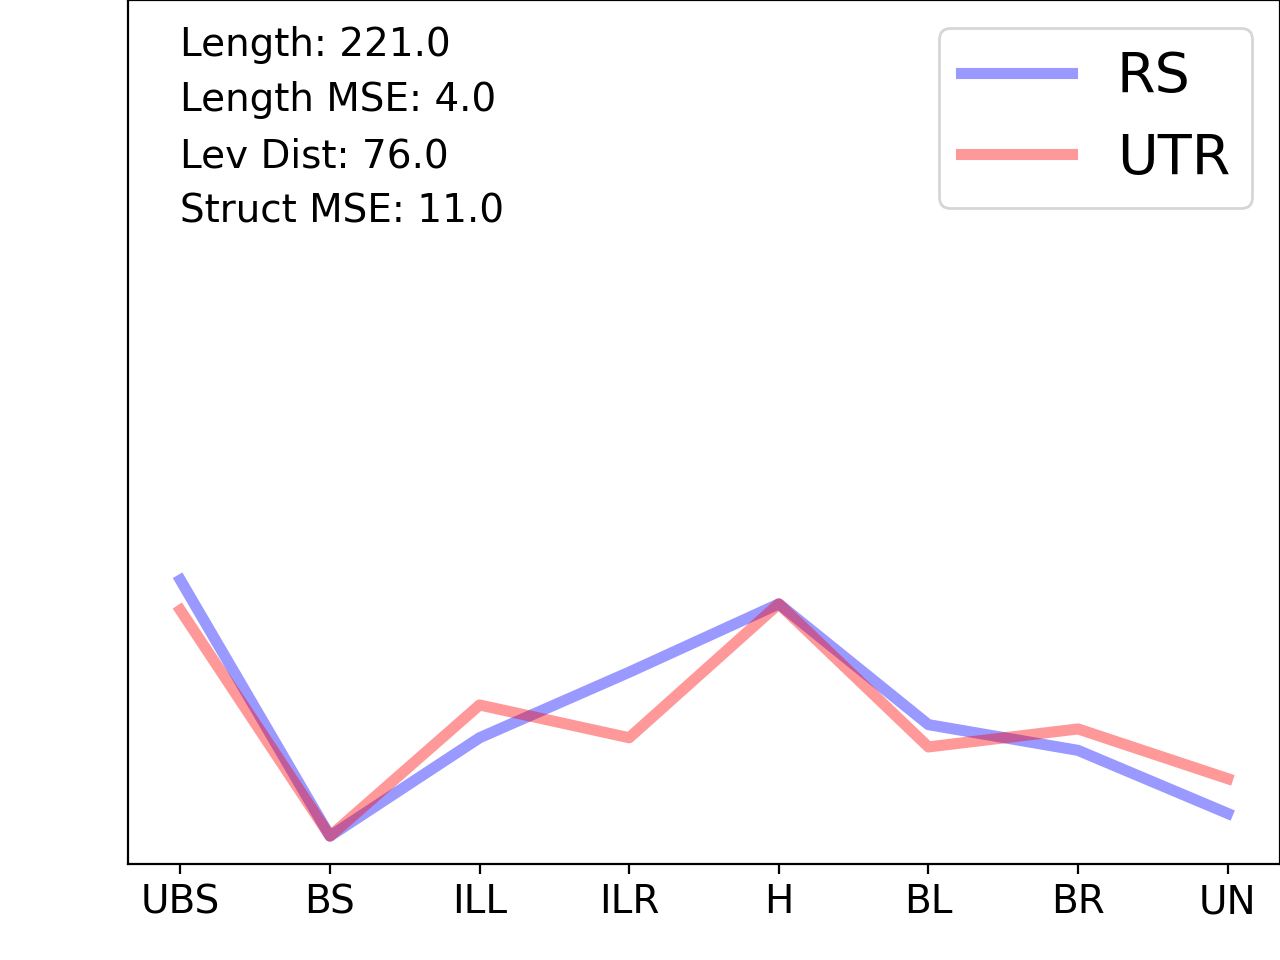 Length: 221.0
Length MSE: 4.0
Lev Dist: 76.0
Struct MSE: 11.0
RS
UTR
UBS BS ILL ILR H BL BR UN